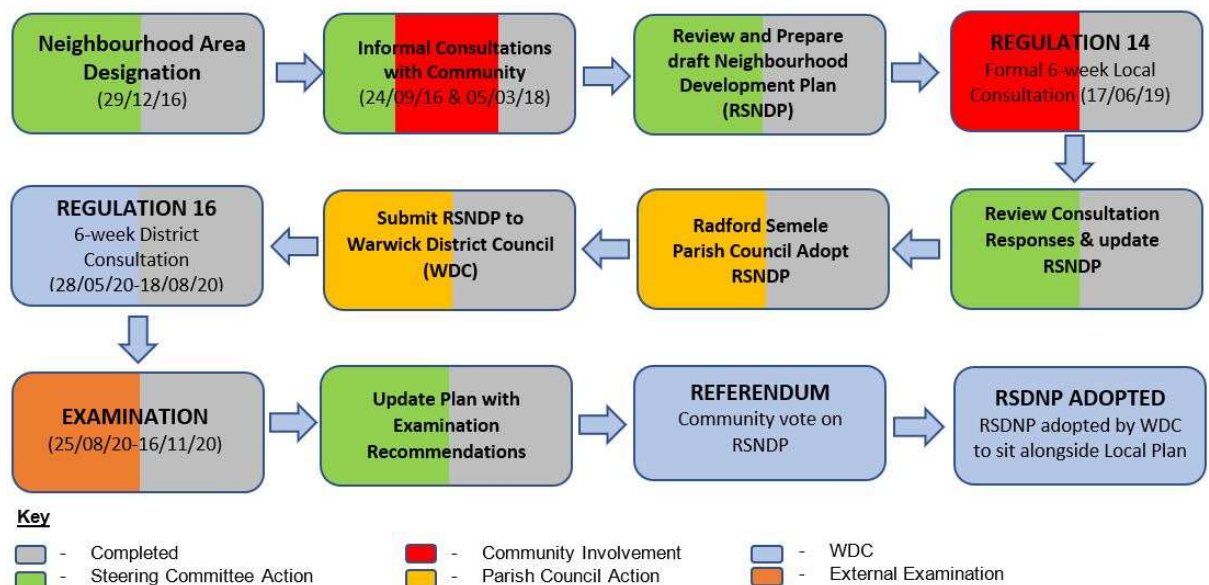 Neighbourhood Area
Designation
(29/12/16)
Informal Consultations
with Community
(24/09/16 & 05/03/18)
Review and Prepare
draft Neighbourhood
Development Plan
(RSNDP)
REGULATION 14
Formal 6-week Local
Consultation (17/06/19)
Review Consultation
Responses & update
RSNDP
Radford Semele
Parish Council Adopt
RSNDP
Submit RSNDP to
Warwick District Council
(WDC)
REGULATION 16
6-week District
Consultation
(28/05/20-18/08/20)
EXAMINATION
(25/08/20-16/11/20)
Update Plan with
Examination
Recommendations
REFERENDUM
Community vote on
RSNDP
RSDNP ADOPTED
RSDNP adopted by WDC
to sit alongside Local Plan
Key
- Completed
- Steering Committee Action
- Community Involvement
- Parish Council Action
- WDC
- External Examination